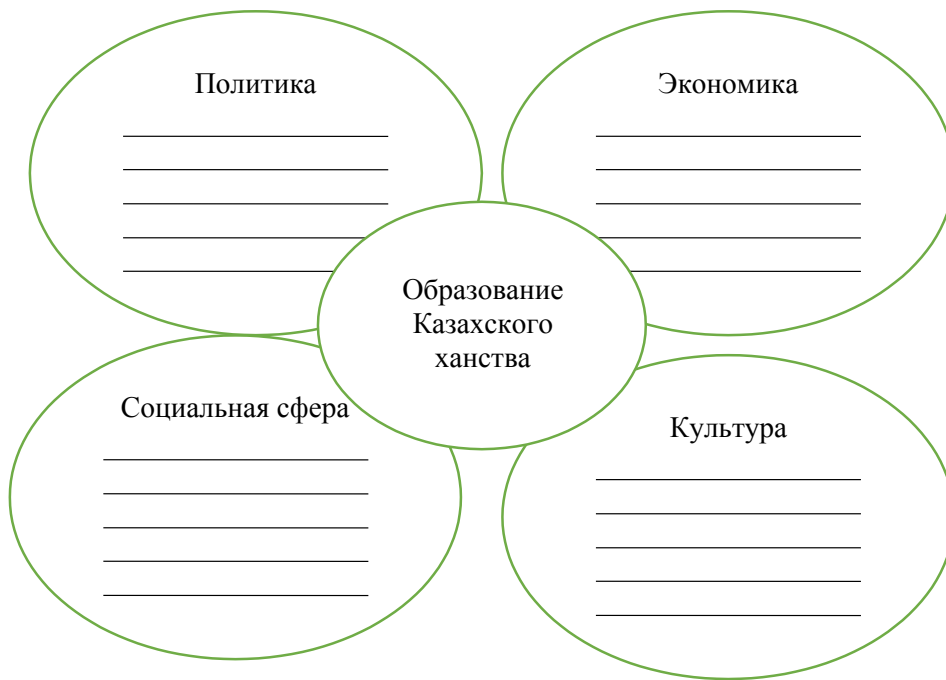 Политика
Экономика
Образование
Казахского
ханства
Социальная сфера
Культура